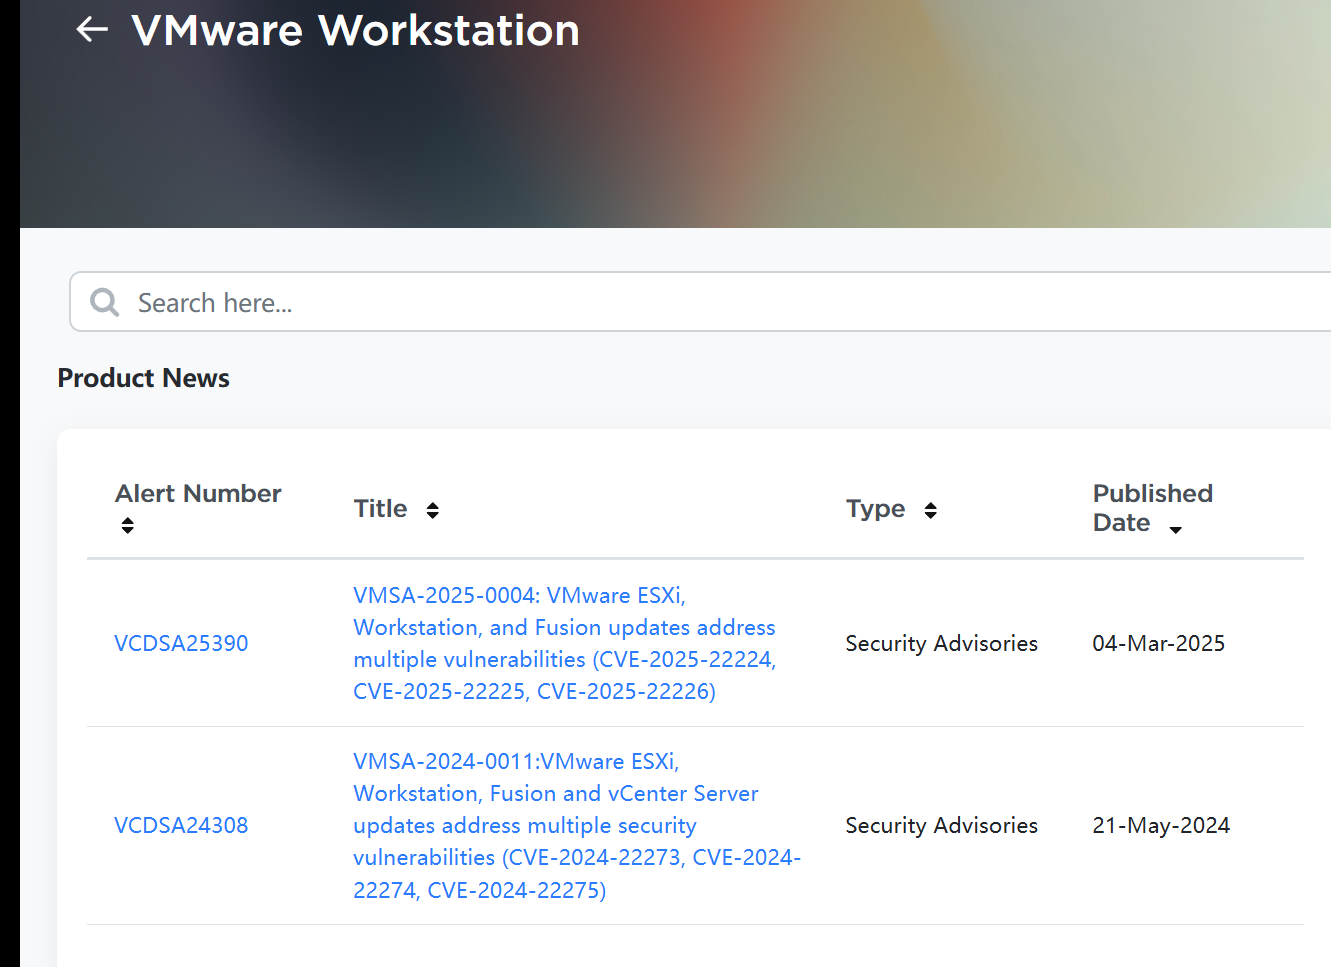 VMware Workstation
Search here...
Product News
Alert Number
Title
Type
Published
Date
VCDSA25390
VMSA-2025-0004: VMware ESXi,
Workstation, and Fusion updates address
multiple vulnerabilities (CVE-2025-22224,
CVE-2025-22225, CVE-2025-22226)
Security Advisories
04-Mar-2025
VCDSA24308
VMSA-2024-0011:VMware ESXi,
Workstation, Fusion and vCenter Server
updates address multiple security
vulnerabilities (CVE-2024-22273, CVE-2024-
22274, CVE-2024-22275)
Security Advisories
21-May-2024